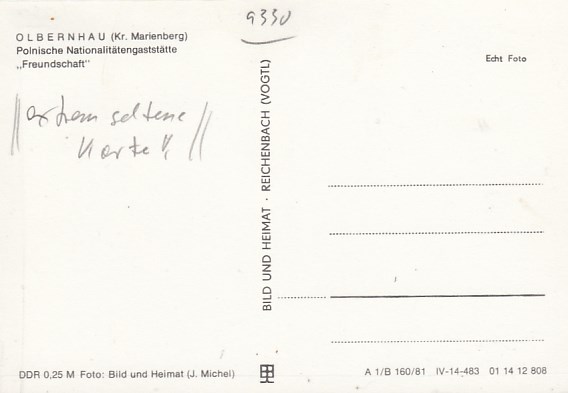 9330
OLBERNHAU (Kr. Marienberg)
Polnische Nationalitätengaststätte
„Freundschaft"
Echt Foto
extrem seltene
Karte!!
BILD UND HEIMAT · REICHENBACH (VOGTL)
DDR 0,25 M Foto: Bild und Heimat (J. Michel)
A 1/B 160/81 IV-14-483 01 14 12 808